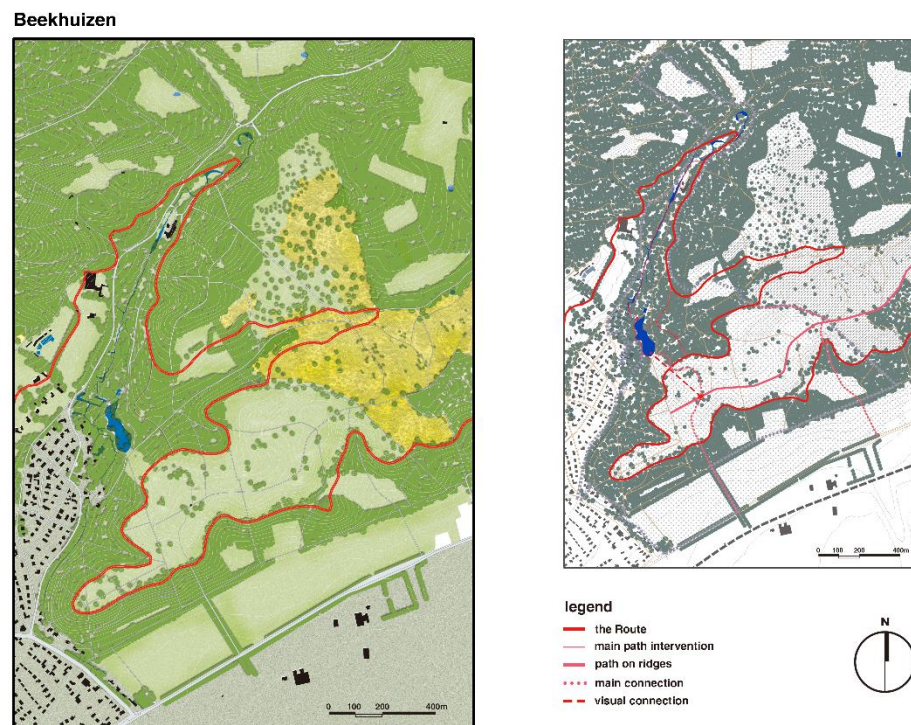 Beekhuizen
0 100 200 400m
0 100 200 400m
legend
the Route
main path intervention
path on ridges
main connection
visual connection
N